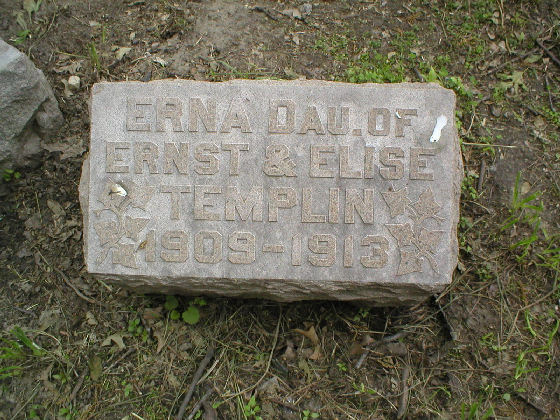 ERNA DAU. OF
ERNST & ELISE
TEMPLIN
1909-1913